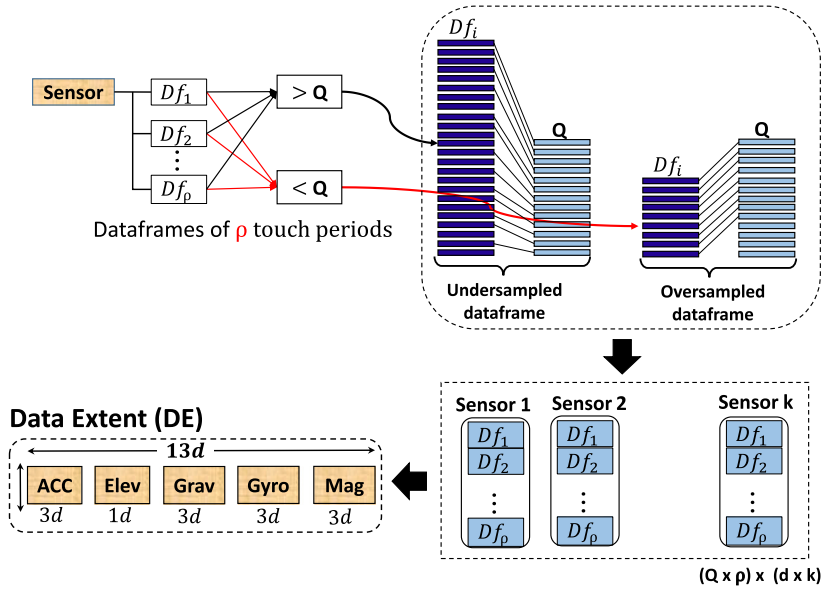 Sensor
Df₁
Df₂
⋮
Dfρ
> Q
< Q
Dataframes of ρ touch periods
Dfᵢ
Q
Undersampled
dataframe
Dfᵢ
Q
Oversampled
dataframe
Sensor 1
Df₁
Df₂
⋮
Dfρ
Sensor 2
Df₁
Df₂
⋮
Dfρ
Sensor k
Df₁
Df₂
⋮
Dfρ
(Q x ρ) x (d x k)
Data Extent (DE)
13d
ACC
Elev
Grav
Gyro
Mag
3d
1d
3d
3d
3d